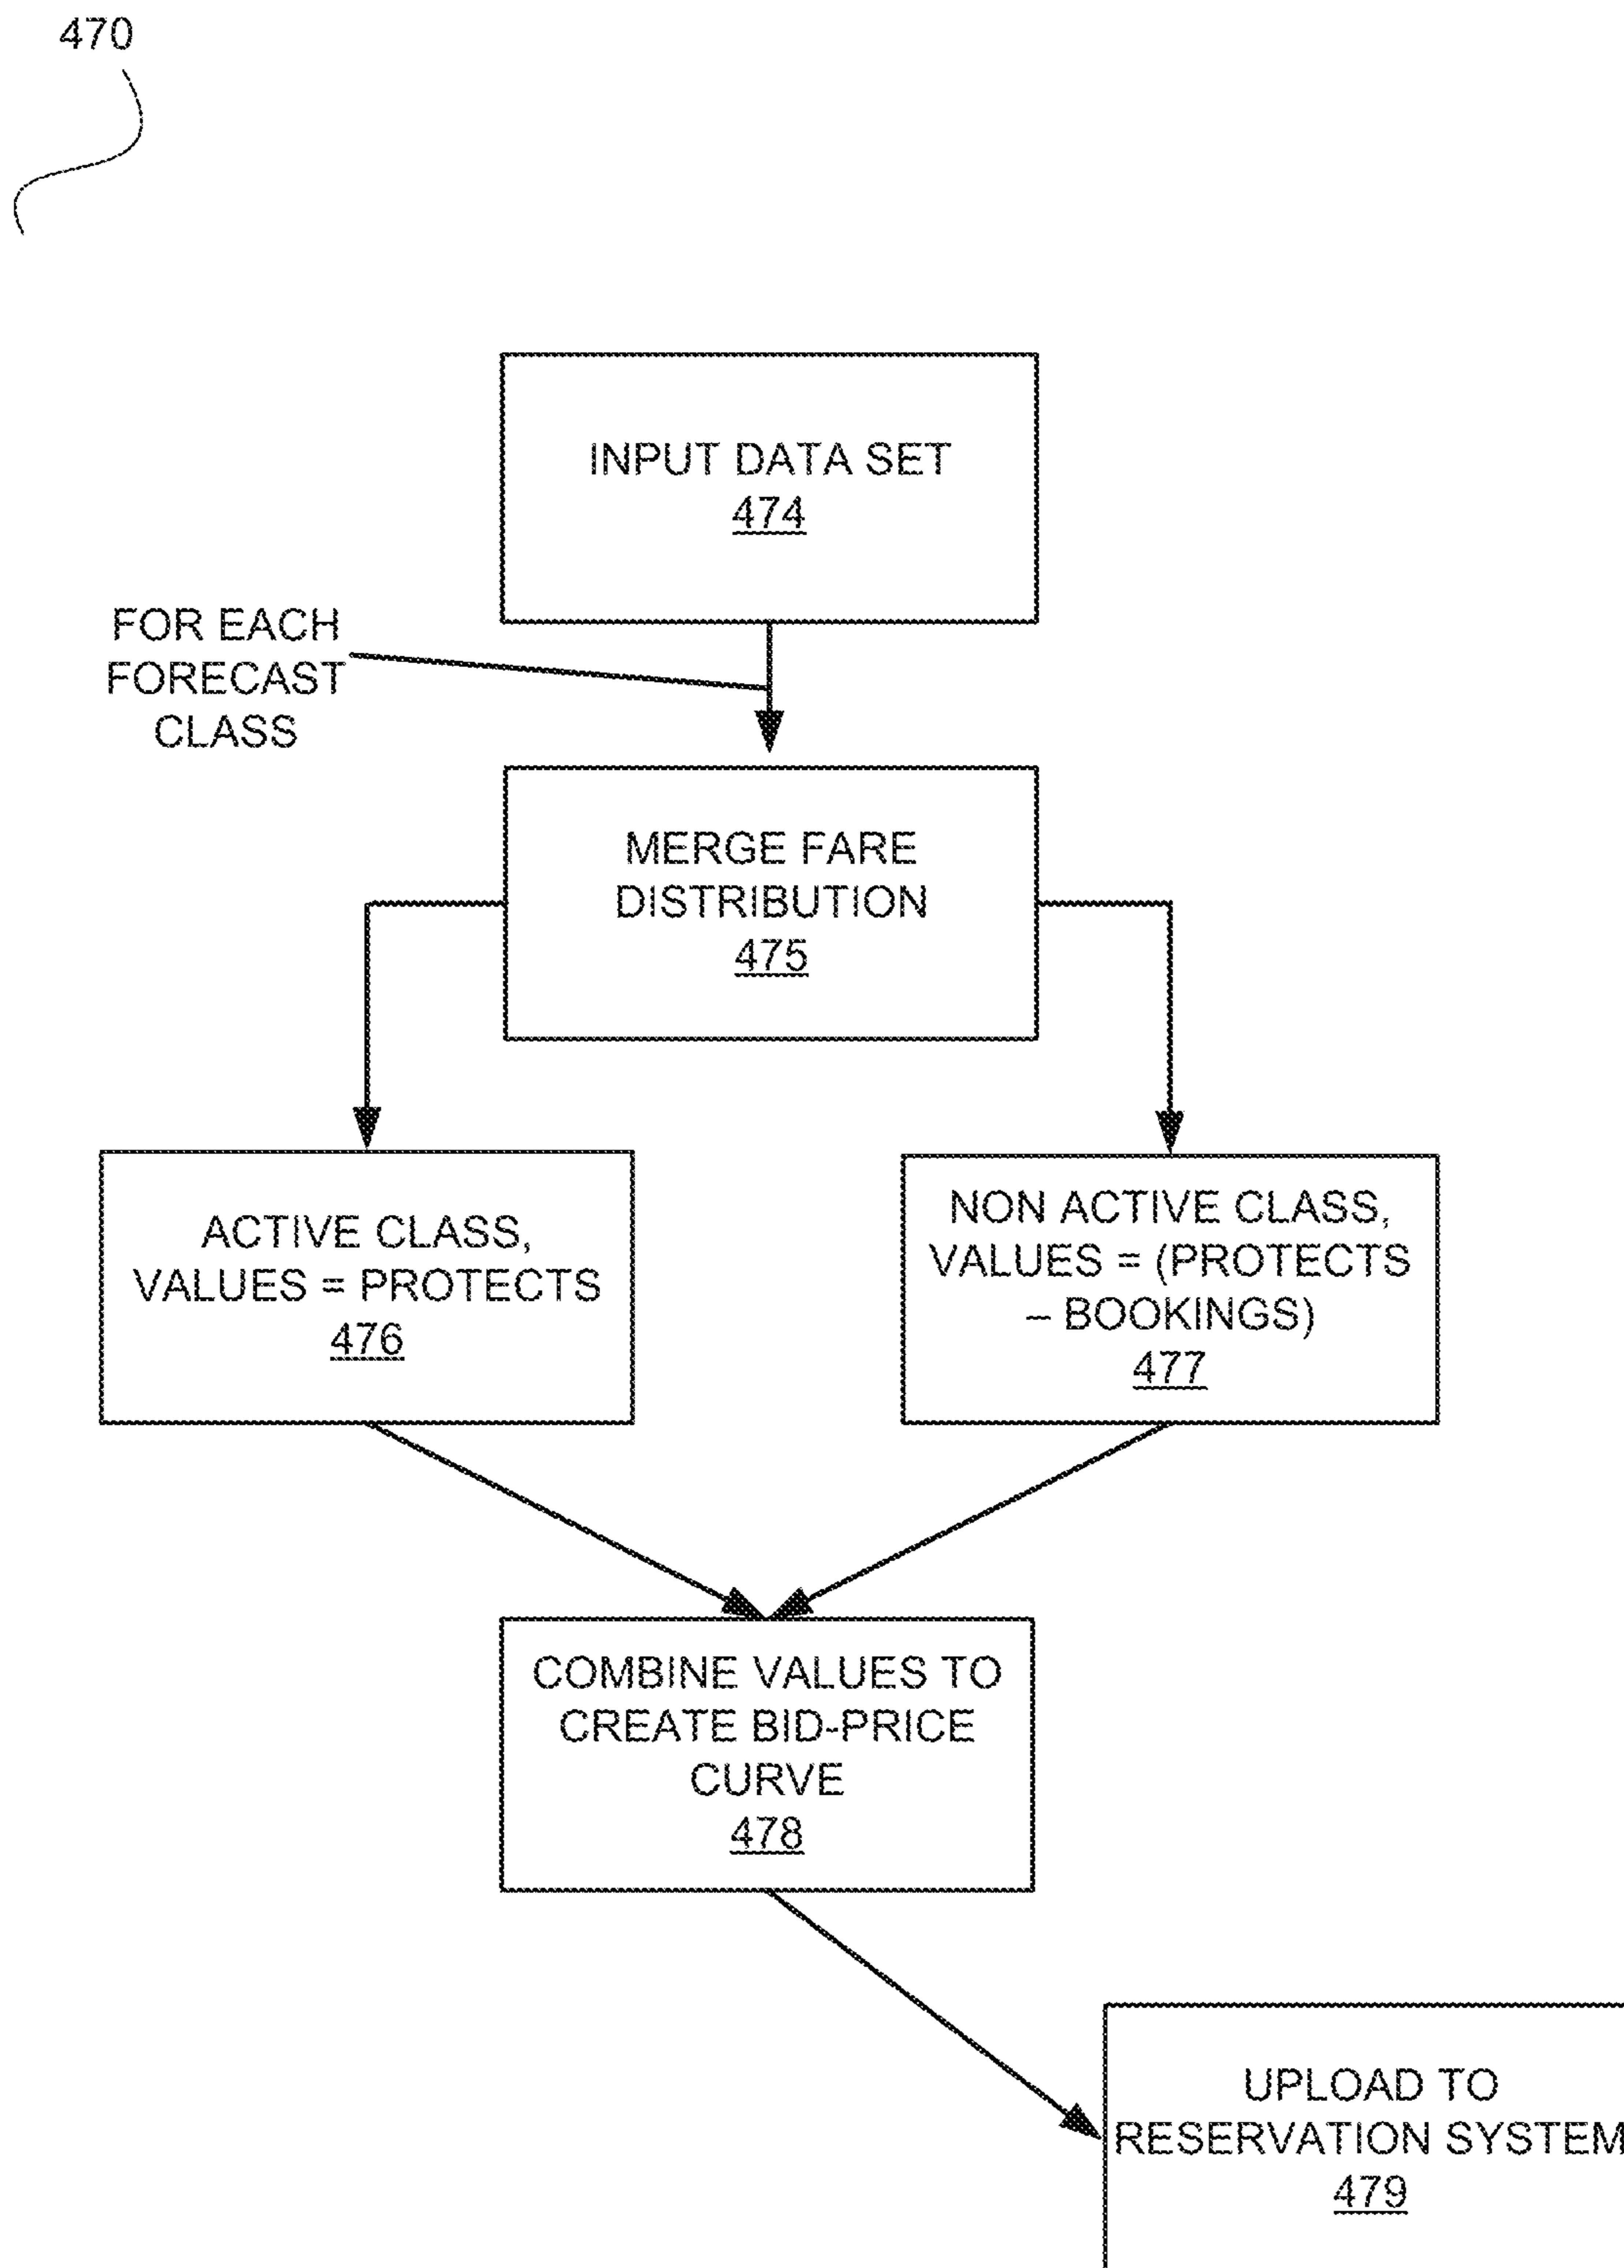 470
INPUT DATA SET
474
FOR EACH
FORECAST
CLASS
MERGE FARE
DISTRIBUTION
475
ACTIVE CLASS,
VALUES = PROTECTS
476
NON ACTIVE CLASS,
VALUES = (PROTECTS
– BOOKINGS)
477
COMBINE VALUES TO
CREATE BID-PRICE
CURVE
478
UPLOAD TO
RESERVATION SYSTEM
479